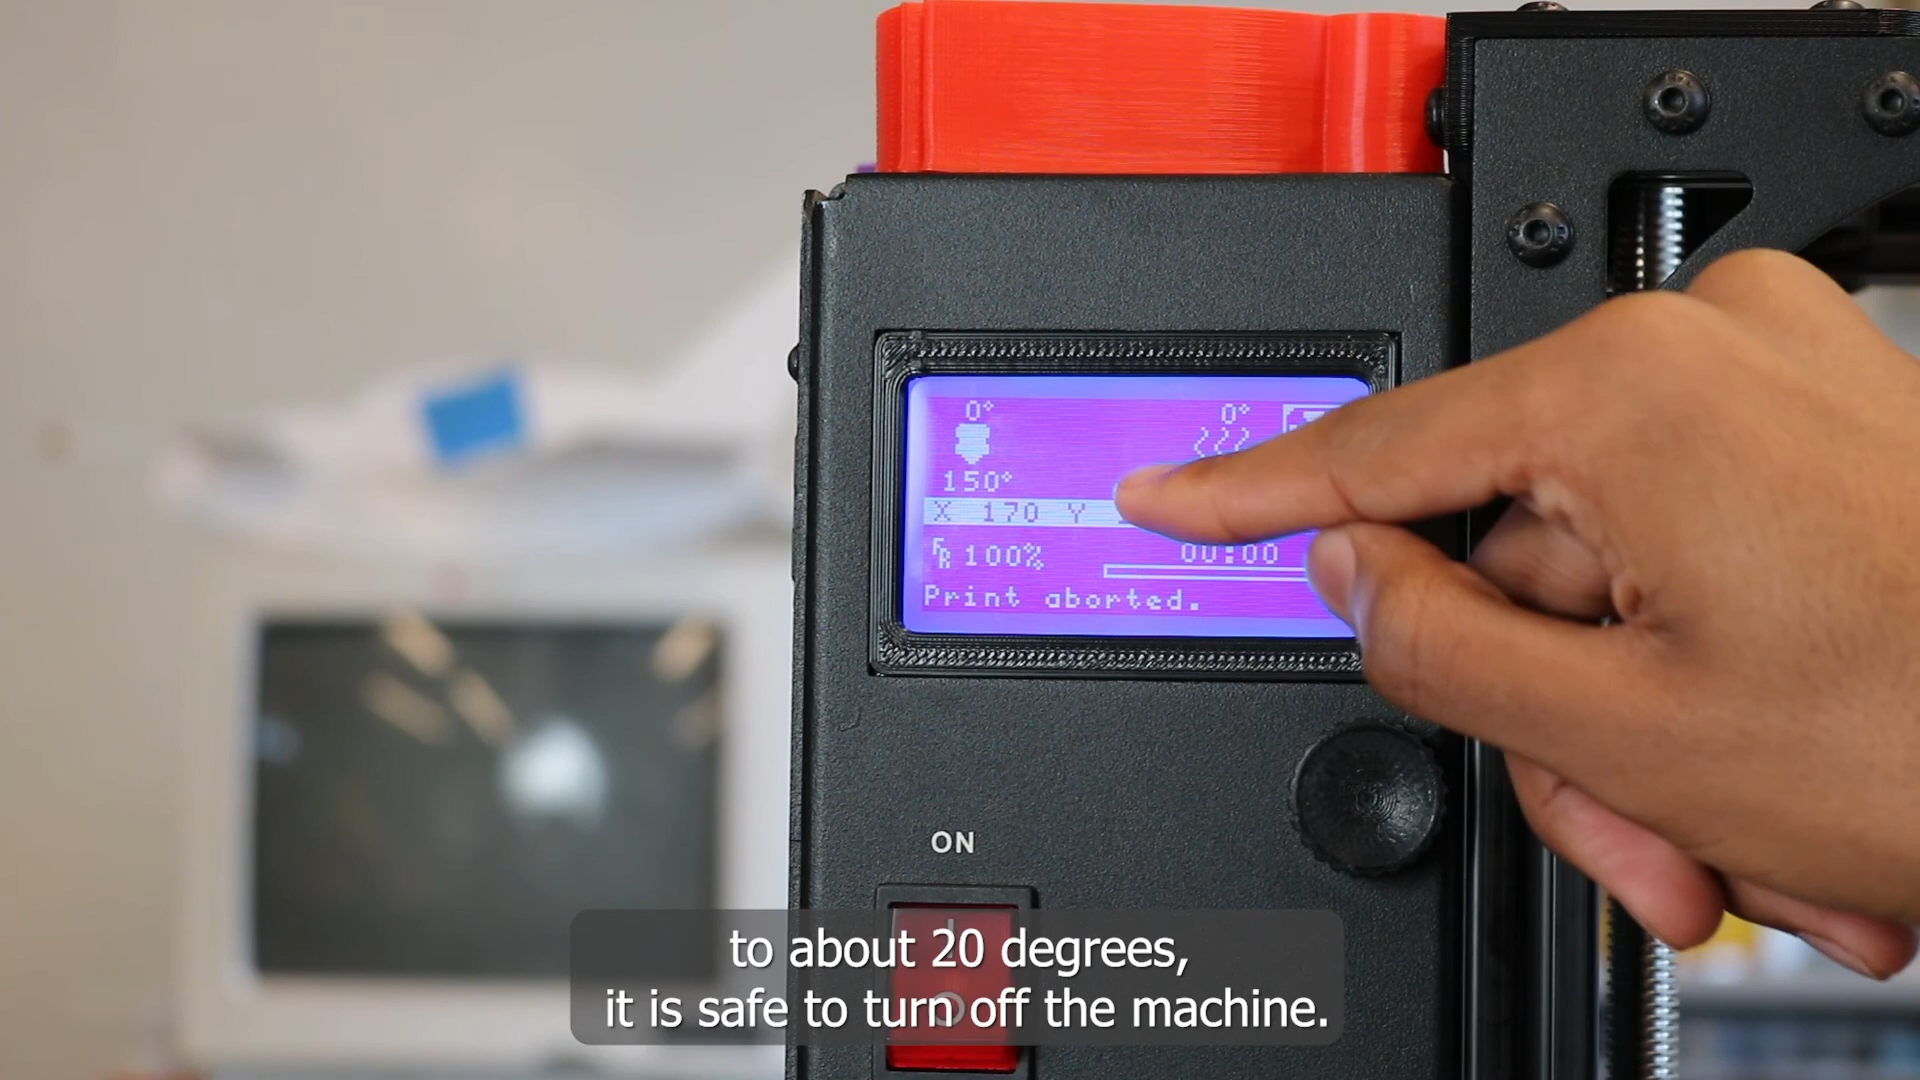 0° 0°
150°
X 170 Y
FR 100% 00:00
Print aborted.
ON
to about 20 degrees,
it is safe to turn off the machine.